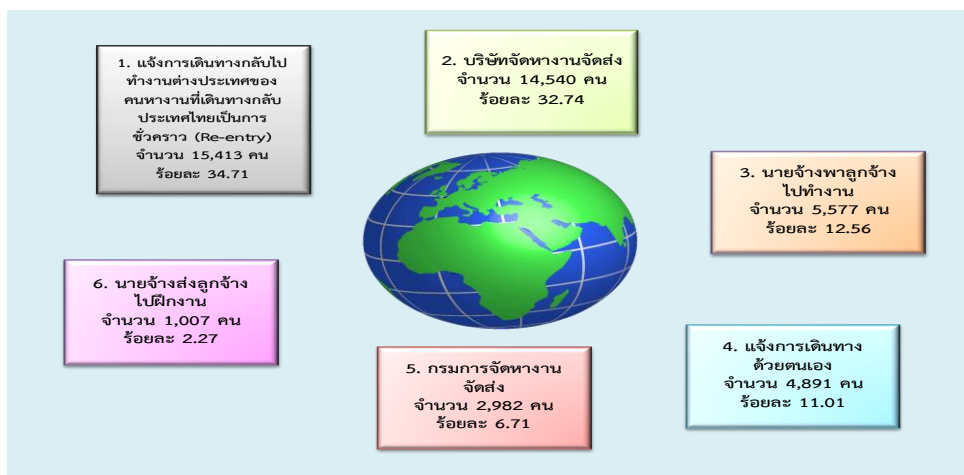 1. แจ้งการเดินทางกลับไป
ทำงานต่างประเทศของ
คนหางานที่เดินทางกลับ
ประเทศไทยเป็นการ
ชั่วคราว (Re-entry)
จำนวน 15,413 คน
ร้อยละ 34.71
2. บริษัทจัดหางานจัดส่ง
จำนวน 14,540 คน
ร้อยละ 32.74
3. นายจ้างพาลูกจ้าง
ไปทำงาน
จำนวน 5,577 คน
ร้อยละ 12.56
4. แจ้งการเดินทาง
ด้วยตนเอง
จำนวน 4,891 คน
ร้อยละ 11.01
5. กรมการจัดหางาน
จัดส่ง
จำนวน 2,982 คน
ร้อยละ 6.71
6. นายจ้างส่งลูกจ้าง
ไปฝึกงาน
จำนวน 1,007 คน
ร้อยละ 2.27